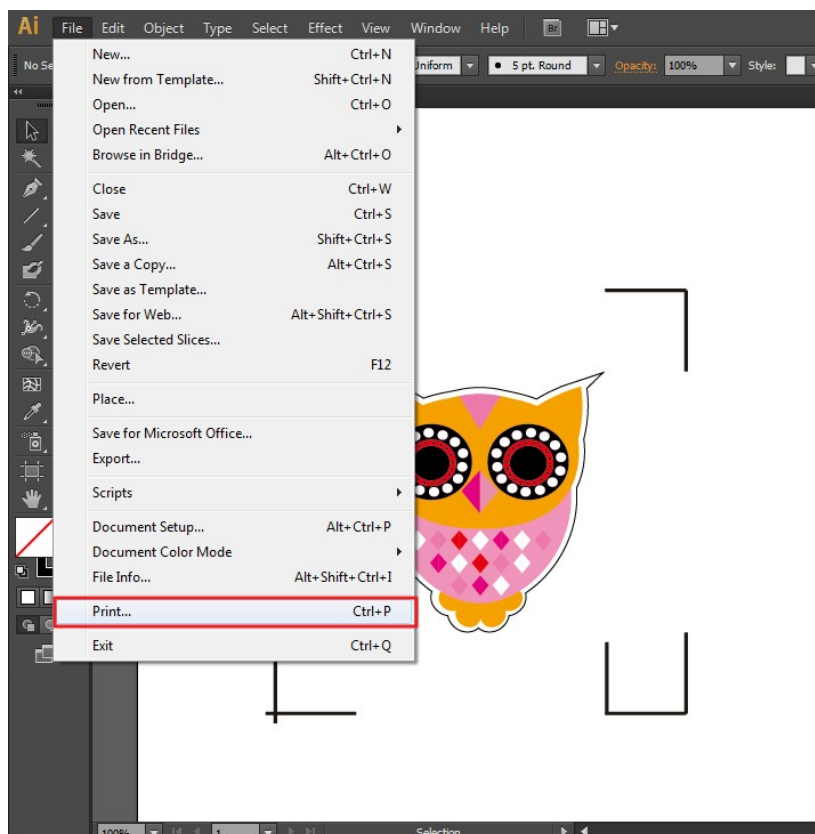 Ai File Edit Object Type Select Effect View Window Help Br
No Se
Uniform 5 pt. Round Opacity: 100% Style:
New... Ctrl+N
New from Template... Shift+Ctrl+N
Open... Ctrl+O
Open Recent Files
Browse in Bridge... Alt+Ctrl+O
Close Ctrl+W
Save Ctrl+S
Save As... Shift+Ctrl+S
Save a Copy... Alt+Ctrl+S
Save as Template...
Save for Web... Alt+Shift+Ctrl+S
Save Selected Slices...
Revert F12
Place...
Save for Microsoft Office...
Export...
Scripts
Document Setup... Alt+Ctrl+P
Document Color Mode
File Info... Alt+Shift+Ctrl+I
Print... Ctrl+P
Exit Ctrl+Q
100% 1 Selection